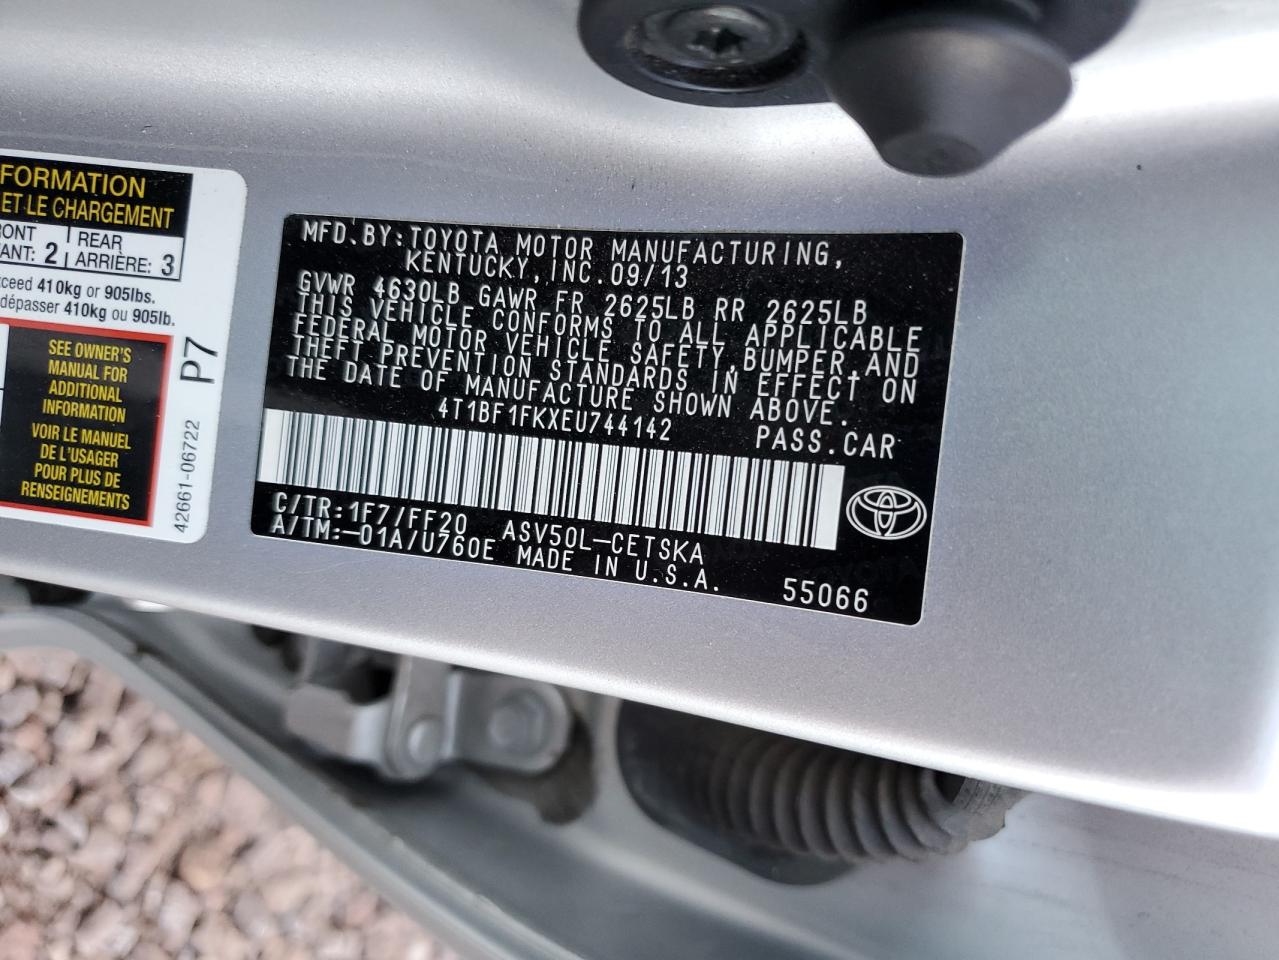 FORMATION
ET LE CHARGEMENT
2
REAR
ARRIÈRE: 3
410kg or 905lbs.
dépasser 410kg ou 905lb.
SEE OWNER'S
MANUAL FOR
ADDITIONAL
INFORMATION
VOIR LE MANUEL
DE L'USAGER
POUR PLUS DE
RENSEIGNEMENTS
P7
42661-06722
MFD.BY:TOYOTA MOTOR MANUFACTURING,
KENTUCKY,INC.09/13
GVWR 4630LB GAWR FR 2625LB RR 2625LB
THIS VEHICLE CONFORMS TO ALL APPLICABLE
FEDERAL MOTOR VEHICLE SAFETY,BUMPER,AND
THEFT PREVENTION STANDARDS IN EFFECT ON
THE DATE OF MANUFACTURE SHOWN ABOVE.
4T1BF1FKXEU744142 PASS.CAR
C/TR:1F7/FF20 ASV50L-CETSKA
A/TM:-01A/U760E MADE IN U.S.A. 55066